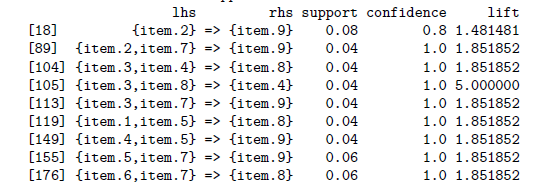 lhs rhs support confidence lift
[18] {item.2} => {item.9} 0.08 0.8 1.481481
[89] {item.2,item.7} => {item.9} 0.04 1.0 1.851852
[104] {item.3,item.4} => {item.8} 0.04 1.0 1.851852
[105] {item.3,item.8} => {item.4} 0.04 1.0 5.000000
[113] {item.3,item.7} => {item.9} 0.04 1.0 1.851852
[119] {item.1,item.5} => {item.8} 0.04 1.0 1.851852
[149] {item.4,item.5} => {item.9} 0.04 1.0 1.851852
[155] {item.5,item.7} => {item.9} 0.06 1.0 1.851852
[176] {item.6,item.7} => {item.8} 0.06 1.0 1.851852